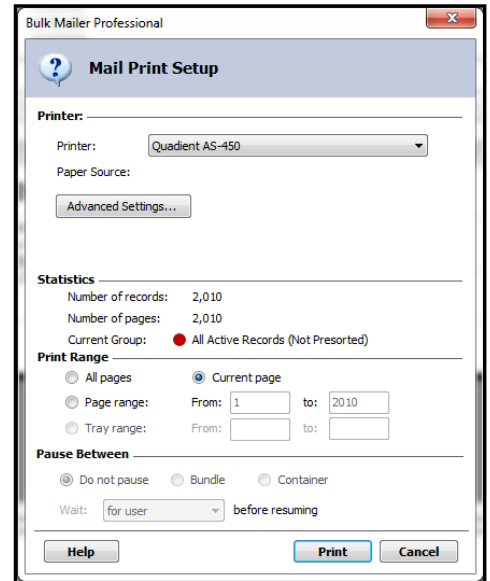 Bulk Mailer Professional
Mail Print Setup
Printer:
Printer: Quadient AS-450
Paper Source:
Advanced Settings...
Statistics
Number of records: 2,010
Number of pages: 2,010
Current Group: All Active Records (Not Presorted)
Print Range
All pages Current page
Page range: From: 1 to: 2010
Tray range: From: to:
Pause Between
Do not pause Bundle Container
Wait: for user before resuming
Help Print Cancel